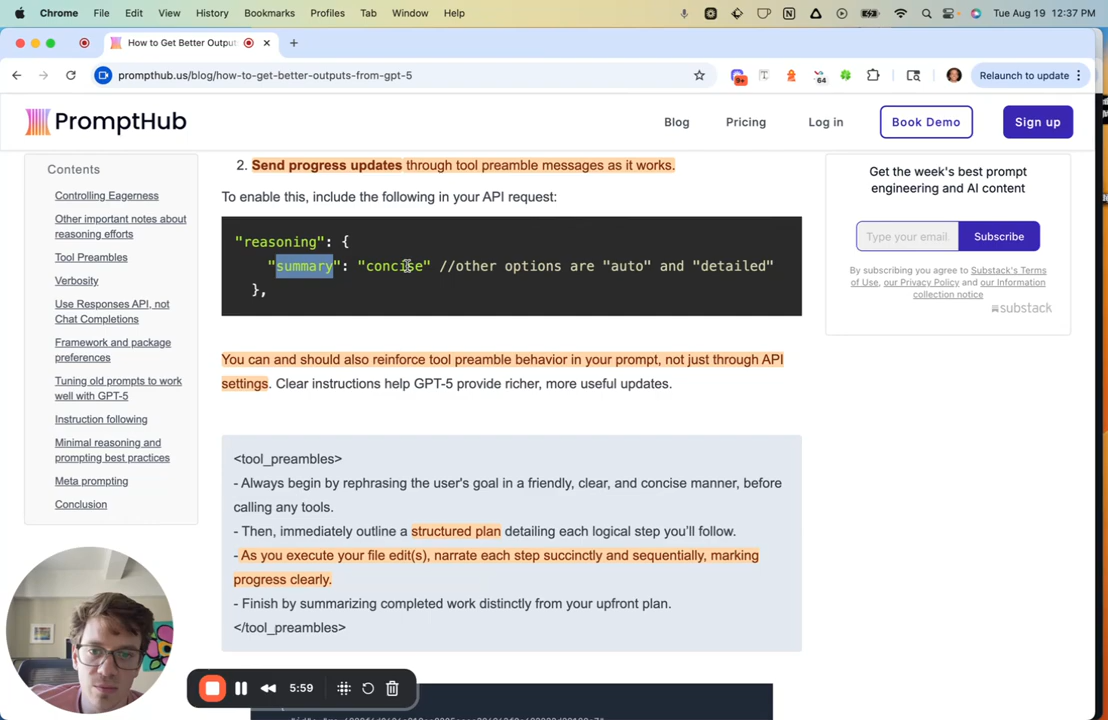 Chrome File Edit View History Bookmarks Profiles Tab Window Help Tue Aug 19 12:37 PM
How to Get Better Outpu
prompthub.us/blog/how-to-get-better-outputs-from-gpt-5
9+
64
Relaunch to update
PromptHub
Blog Pricing Log in Book Demo Sign up
Contents
Controlling Eagerness
Other important notes about
reasoning efforts
Tool Preambles
Verbosity
Use Responses API, not
Chat Completions
Framework and package
preferences
Tuning old prompts to work
well with GPT-5
Instruction following
Minimal reasoning and
prompting best practices
Meta prompting
Conclusion
2. Send progress updates through tool preamble messages as it works.
To enable this, include the following in your API request:
"reasoning": {
"summary": "concise" //other options are "auto" and "detailed"
},
You can and should also reinforce tool preamble behavior in your prompt, not just through API
settings. Clear instructions help GPT-5 provide richer, more useful updates.
<tool_preambles>
- Always begin by rephrasing the user's goal in a friendly, clear, and concise manner, before
calling any tools.
- Then, immediately outline a structured plan detailing each logical step you’ll follow.
- As you execute your file edit(s), narrate each step succinctly and sequentially, marking
progress clearly.
- Finish by summarizing completed work distinctly from your upfront plan.
</tool_preambles>
Get the week's best prompt
engineering and AI content
Type your email
Subscribe
By subscribing you agree to Substack's Terms
of Use, our Privacy Policy and our Information
collection notice
substack
5:59